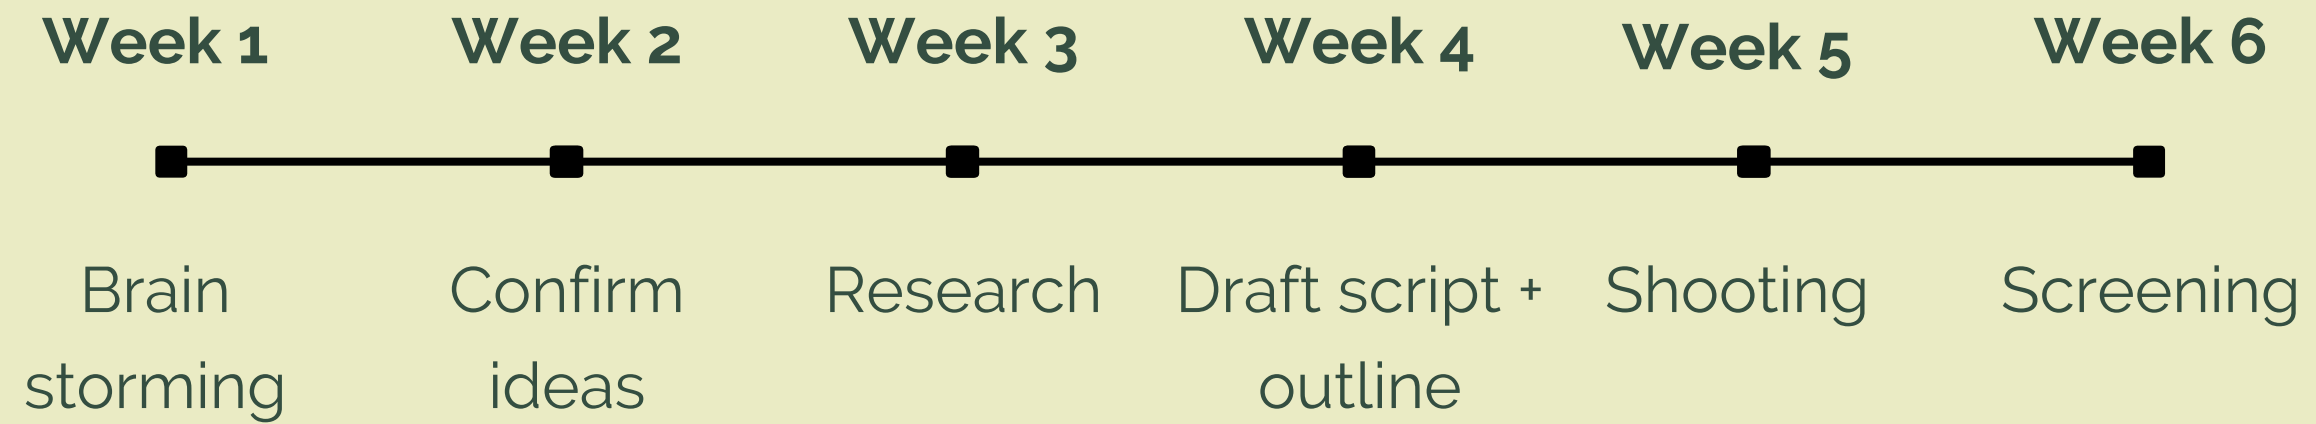 Week 1
Week 2
Week 3
Week 4
Week 5
Week 6
Brain
storming
Confirm
ideas
Research
Draft script +
outline
Shooting
Screening